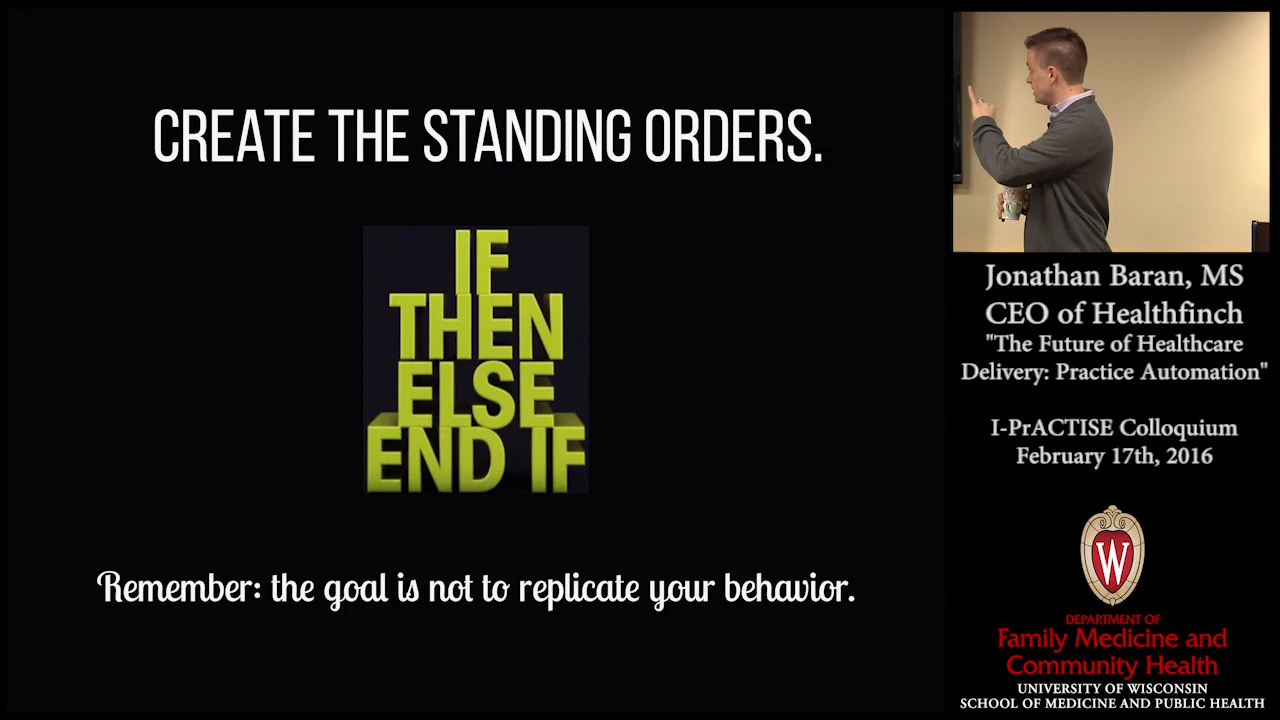 CREATE THE STANDING ORDERS.
IF
THEN
ELSE
END IF
Remember: the goal is not to replicate your behavior.
Jonathan Baran, MS
CEO of Healthfinch
"The Future of Healthcare
Delivery: Practice Automation"
I-PrACTISE Colloquium
February 17th, 2016
W
DEPARTMENT OF
Family Medicine and
Community Health
UNIVERSITY OF WISCONSIN
SCHOOL OF MEDICINE AND PUBLIC HEALTH